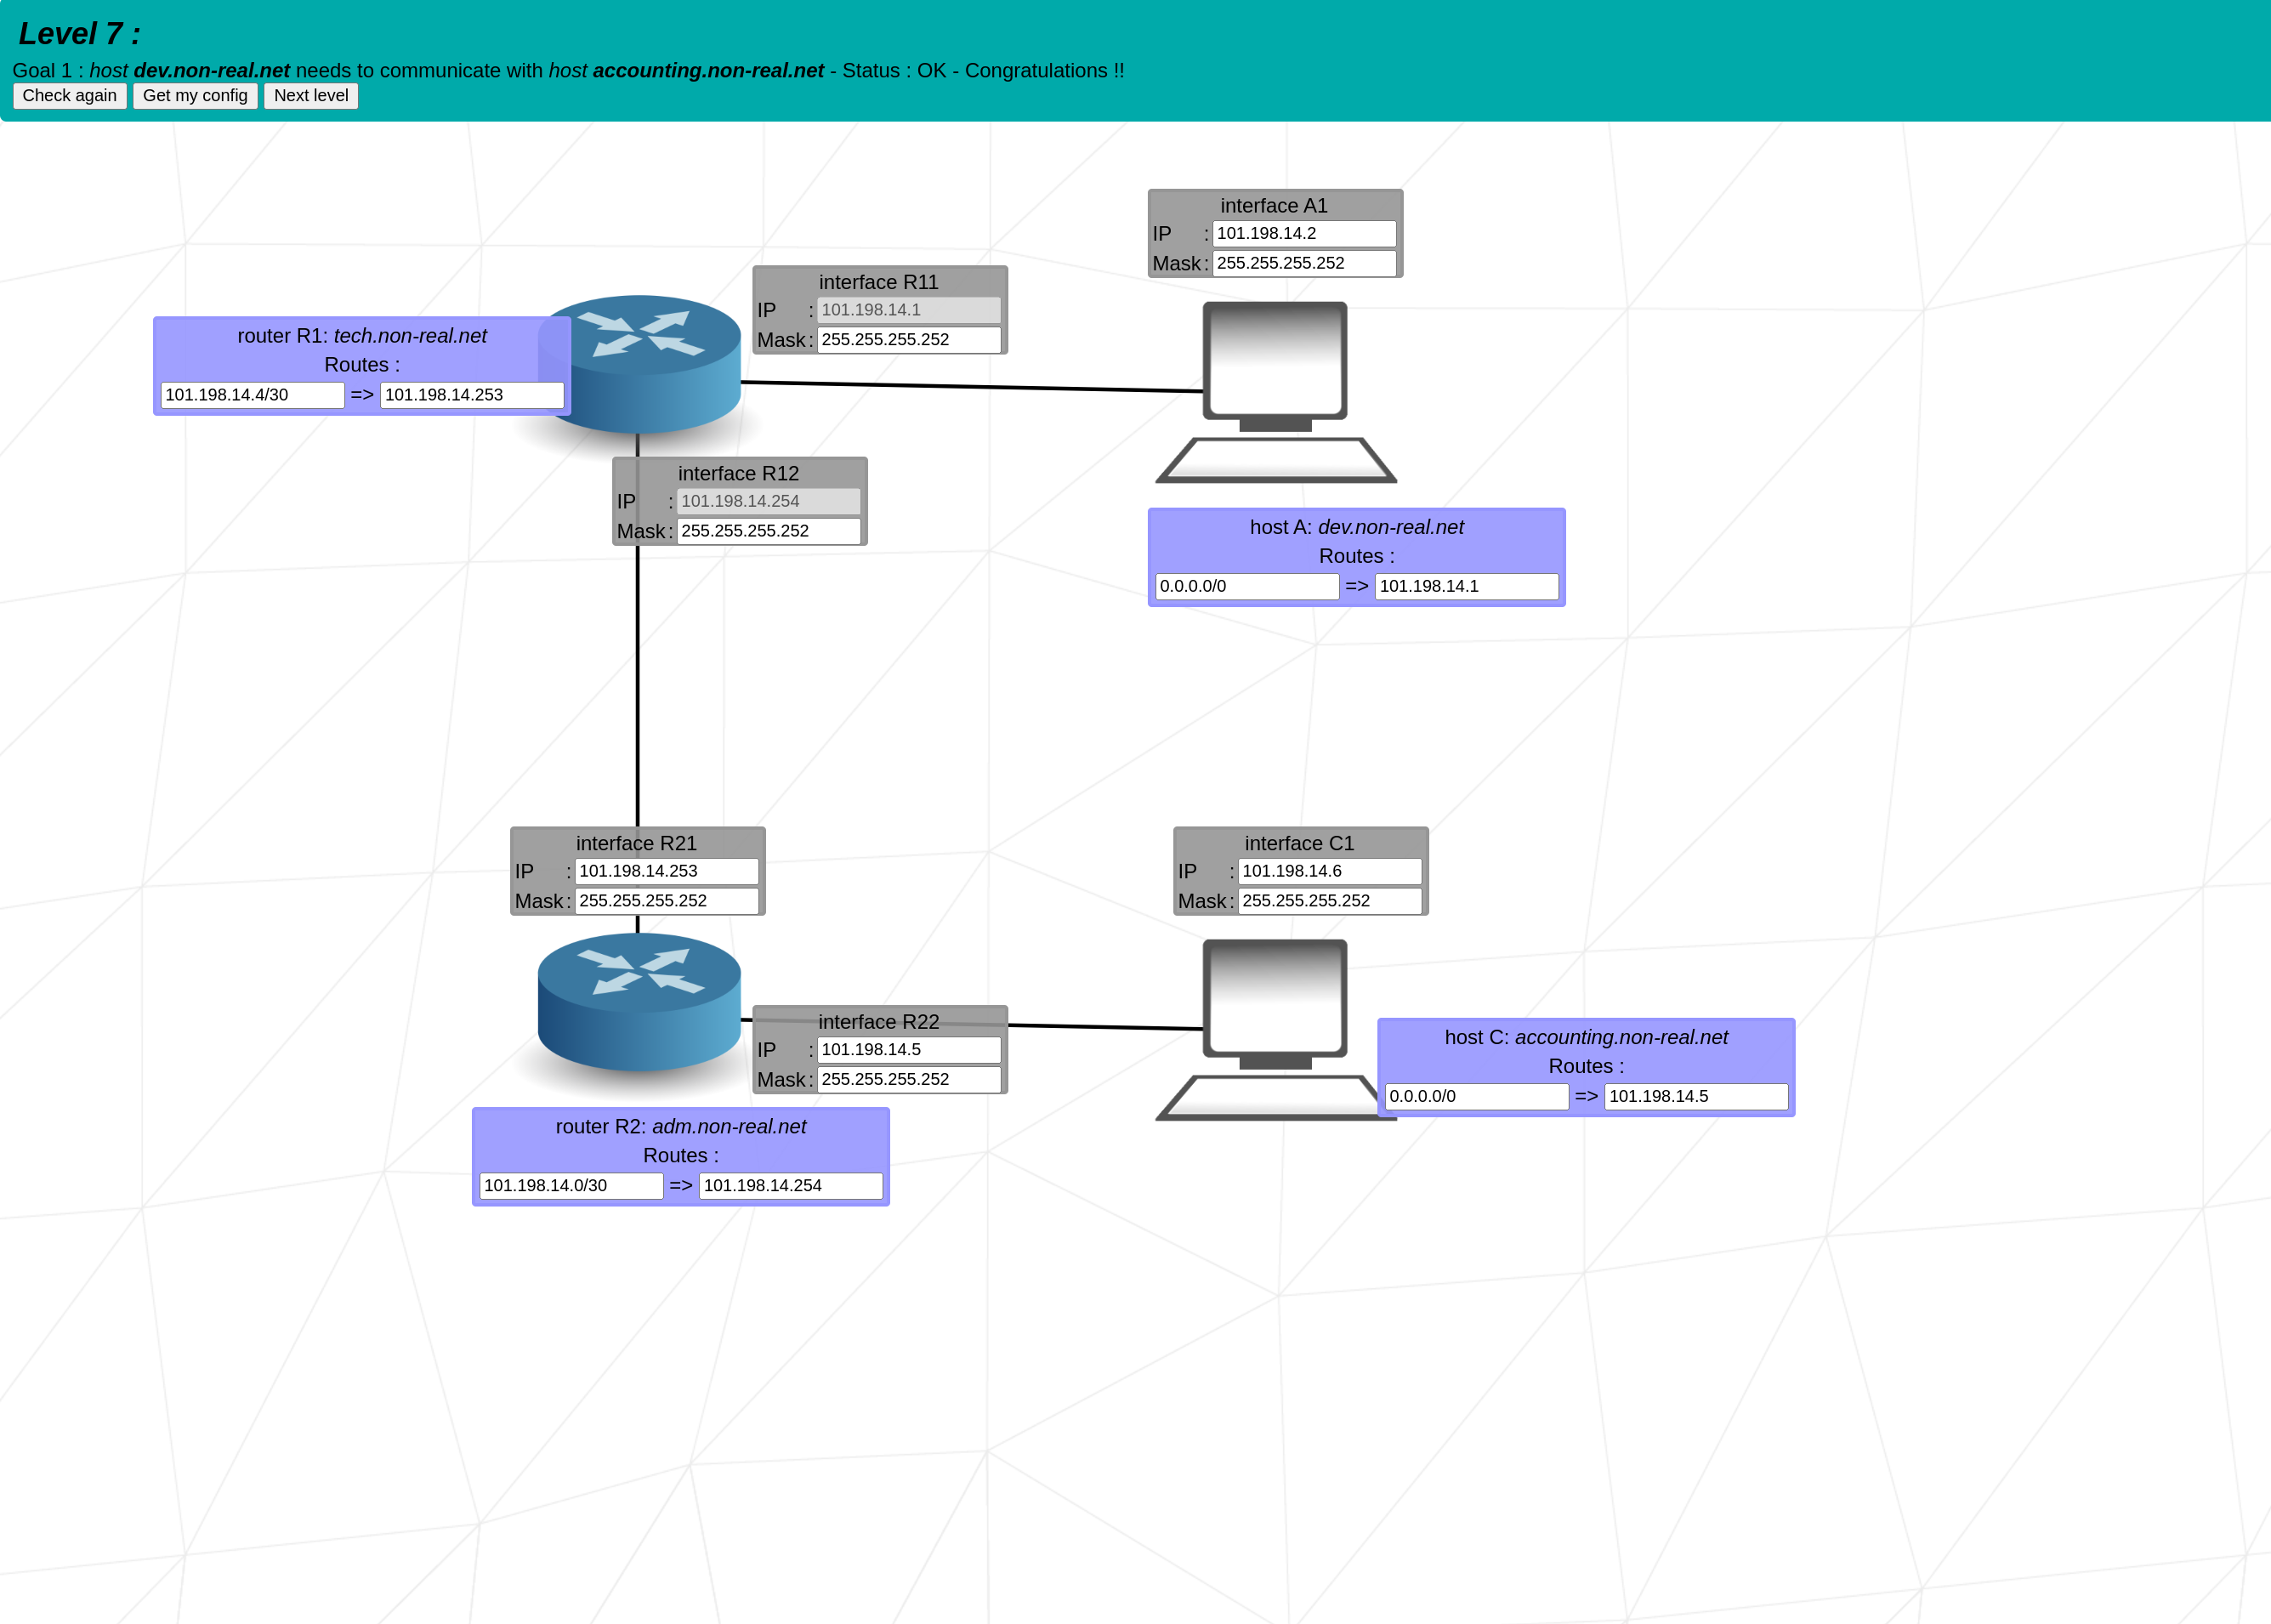 Level 7 :
Goal 1 : host dev.non-real.net needs to communicate with host accounting.non-real.net - Status : OK - Congratulations !!
Check again Get my config Next level
interface A1
IP : 101.198.14.2
Mask : 255.255.255.252
interface R11
IP : 101.198.14.1
Mask : 255.255.255.252
router R1: tech.non-real.net
Routes :
101.198.14.4/30 => 101.198.14.253
interface R12
IP : 101.198.14.254
Mask : 255.255.255.252
host A: dev.non-real.net
Routes :
0.0.0.0/0 => 101.198.14.1
interface R21
IP : 101.198.14.253
Mask : 255.255.255.252
interface C1
IP : 101.198.14.6
Mask : 255.255.255.252
interface R22
IP : 101.198.14.5
Mask : 255.255.255.252
host C: accounting.non-real.net
Routes :
0.0.0.0/0 => 101.198.14.5
router R2: adm.non-real.net
Routes :
101.198.14.0/30 => 101.198.14.254